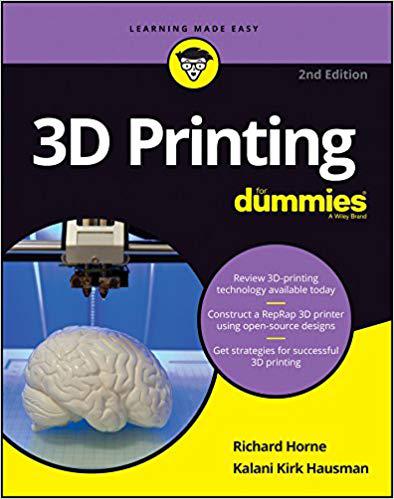 LEARNING MADE EASY
2nd Edition
3D Printing
for
dummies®
A Wiley Brand
Review 3D-printing
technology available today
Construct a RepRap 3D printer
using open-source designs
Get strategies for successful
3D printing
Richard Horne
Kalani Kirk Hausman